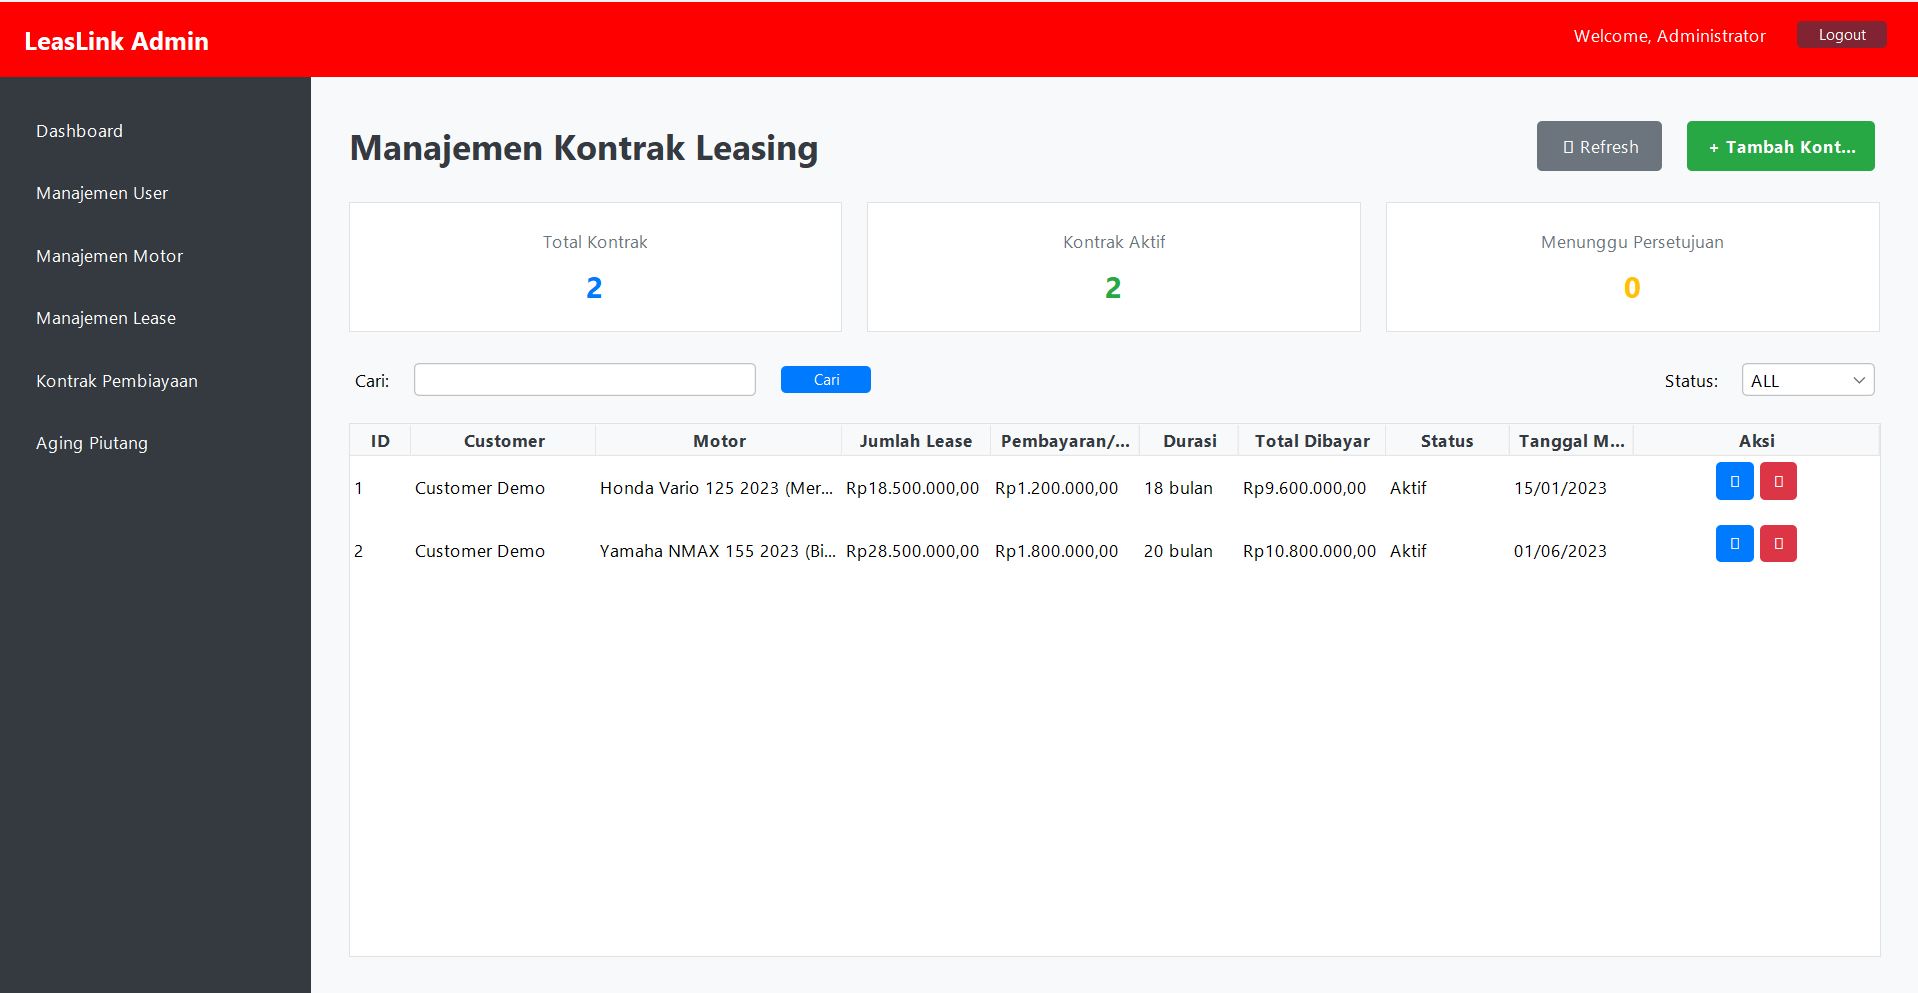 LeasLink Admin
Welcome, Administrator
Logout
Dashboard
Manajemen User
Manajemen Motor
Manajemen Lease
Kontrak Pembiayaan
Aging Piutang
Manajemen Kontrak Leasing
Refresh
+ Tambah Kont...
Total Kontrak
2
Kontrak Aktif
2
Menunggu Persetujuan
0
Cari:
Cari
Status:
ALL
ID Customer Motor Jumlah Lease Pembayaran/... Durasi Total Dibayar Status Tanggal M... Aksi
1 Customer Demo Honda Vario 125 2023 (Mer... Rp18.500.000,00 Rp1.200.000,00 18 bulan Rp9.600.000,00 Aktif 15/01/2023
2 Customer Demo Yamaha NMAX 155 2023 (Bi... Rp28.500.000,00 Rp1.800.000,00 20 bulan Rp10.800.000,00 Aktif 01/06/2023